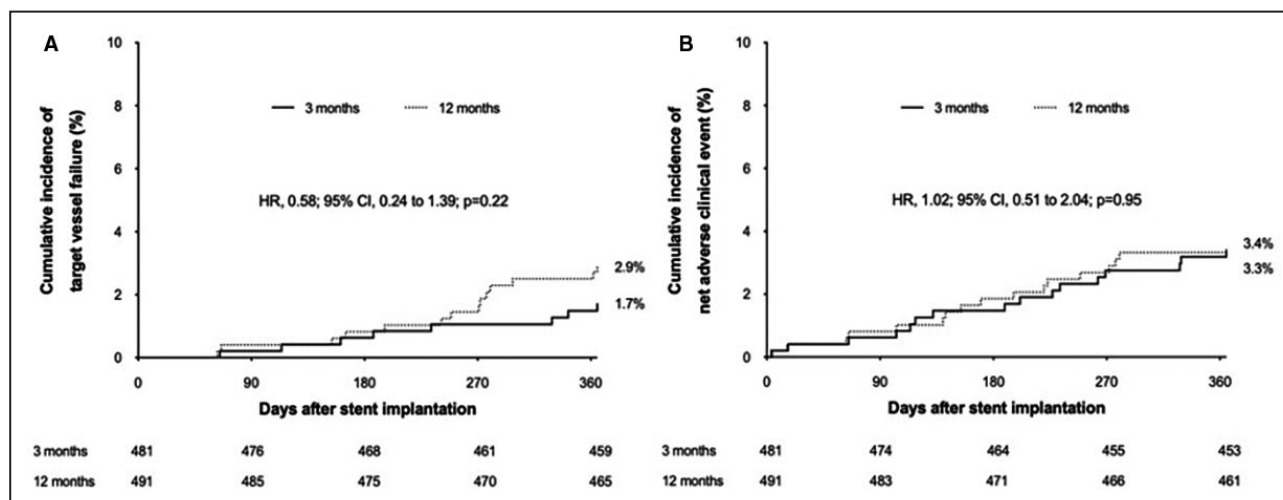 A
Cumulative incidence of
target vessel failure (%)
10
8
6
4
2
0
3 months
12 months
HR, 0.58; 95% CI, 0.24 to 1.39; p=0.22
2.9%
1.7%
0 90 180 270 360
Days after stent implantation
3 months 481 476 468 461 459
12 months 491 485 475 470 465
B
Cumulative incidence of
net adverse clinical event (%)
10
8
6
4
2
0
3 months
12 months
HR, 1.02; 95% CI, 0.51 to 2.04; p=0.95
3.4%
3.3%
0 90 180 270 360
Days after stent implantation
3 months 481 474 464 455 453
12 months 491 483 471 466 461